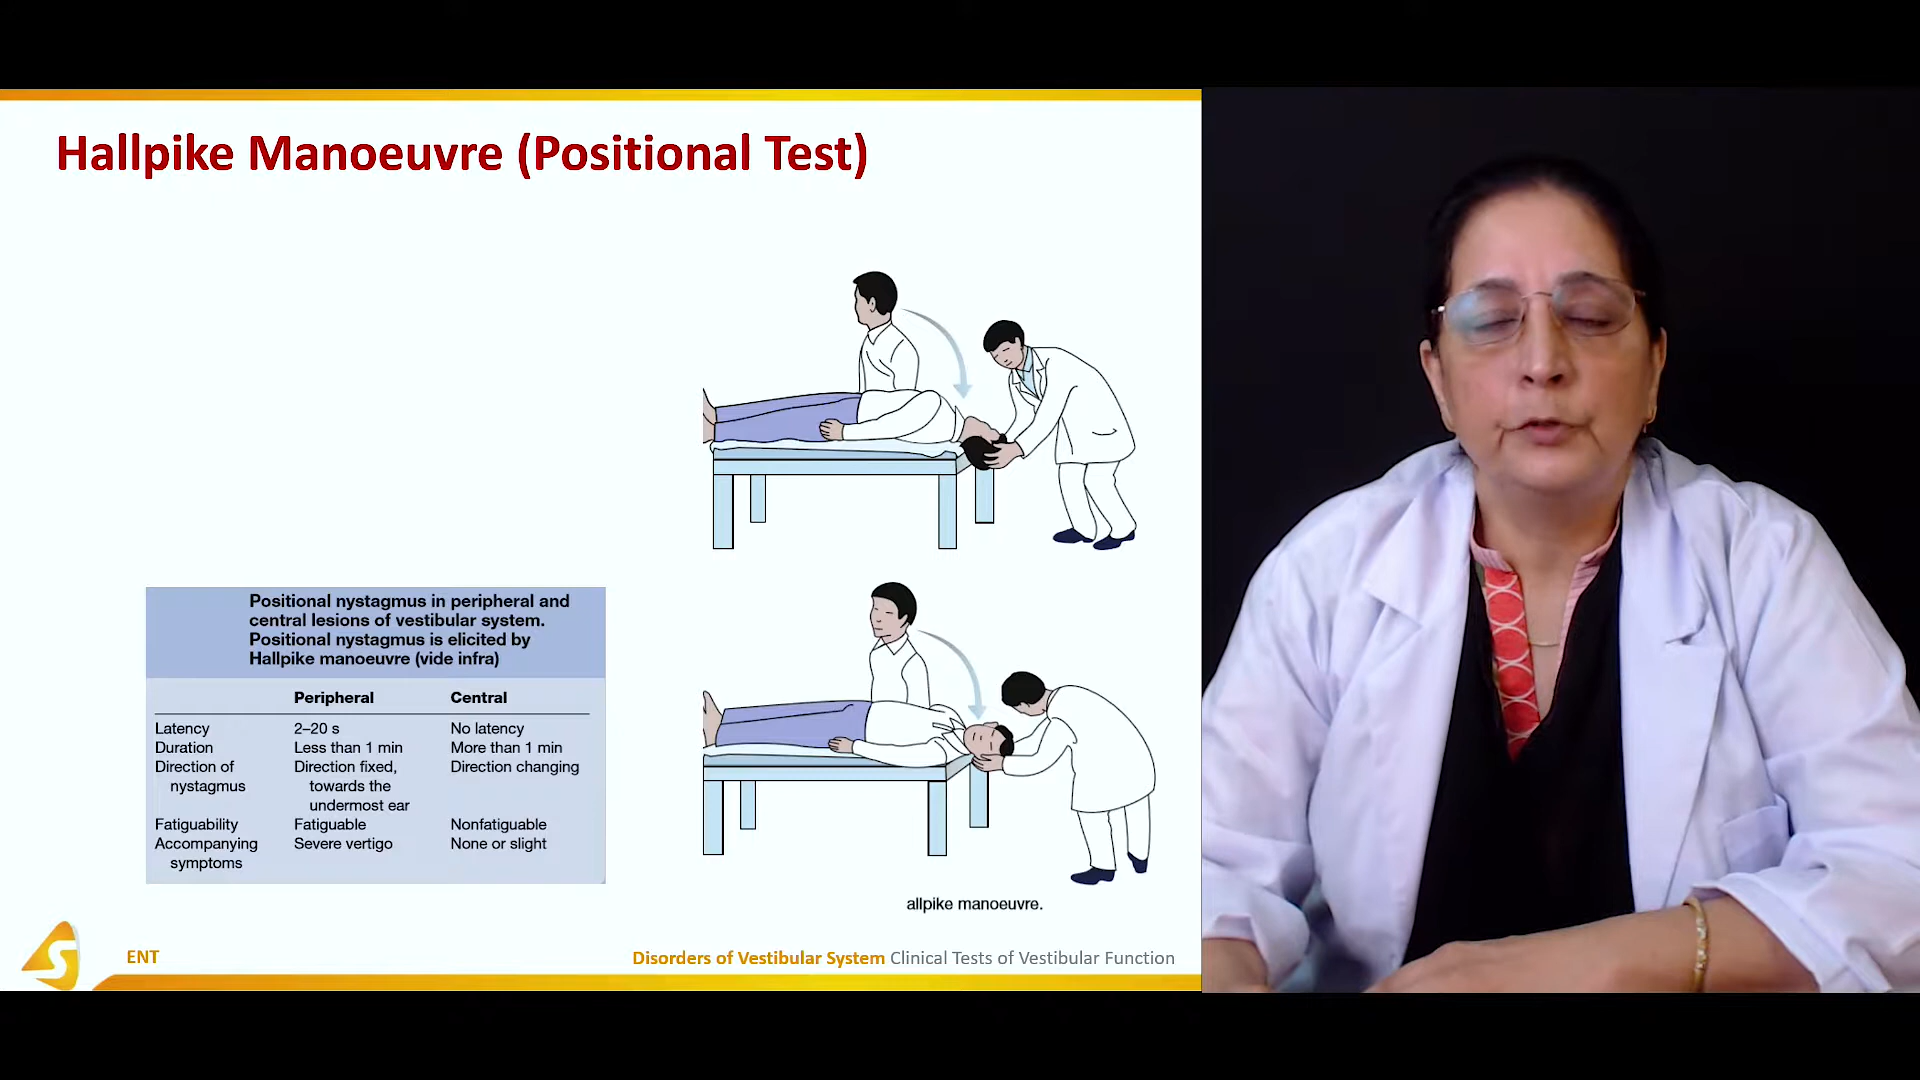 Hallpike Manoeuvre (Positional Test)
Positional nystagmus in peripheral and
central lesions of vestibular system.
Positional nystagmus is elicited by
Hallpike manoeuvre (vide infra)
Peripheral Central
Latency 2–20 s No latency
Duration Less than 1 min More than 1 min
Direction of Direction fixed, Direction changing
nystagmus towards the
undermost ear
Fatiguability Fatiguable Nonfatiguable
Accompanying Severe vertigo None or slight
symptoms
allpike manoeuvre.
S
ENT
Disorders of Vestibular System Clinical Tests of Vestibular Function